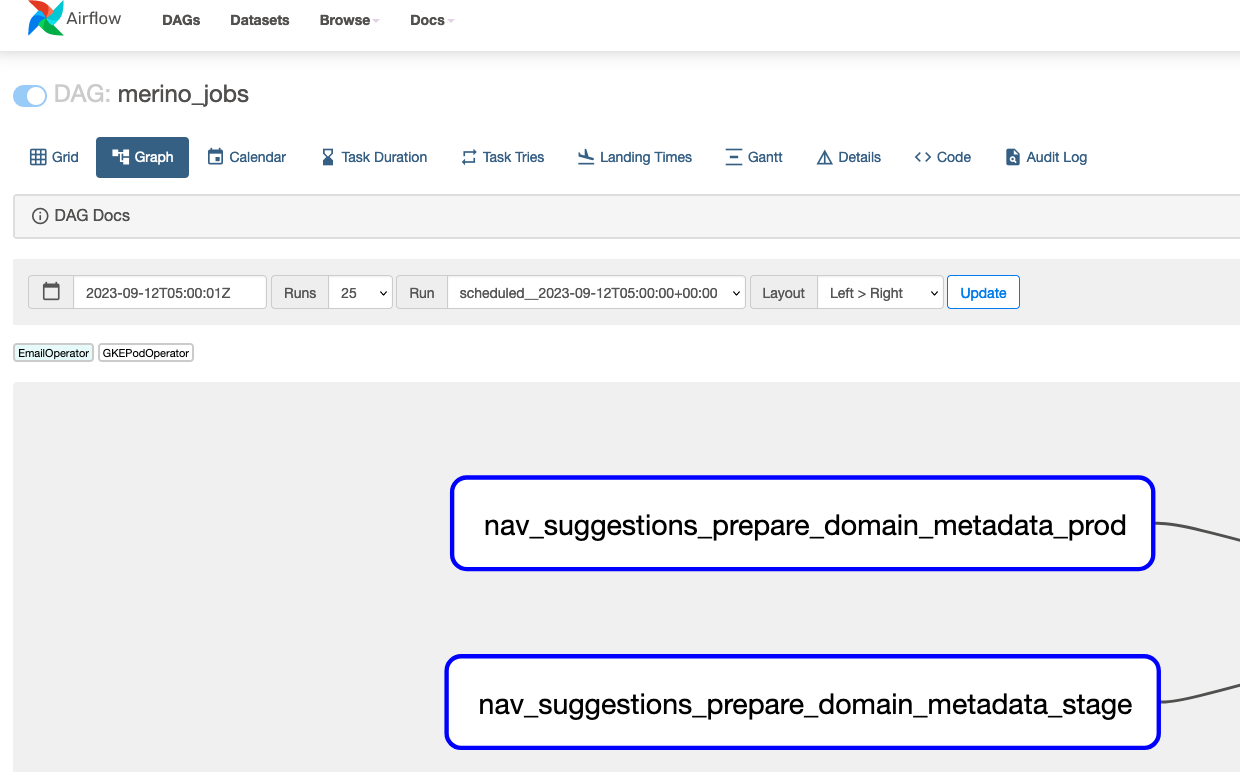 Airflow DAGs Datasets Browse Docs
DAG: merino_jobs
Grid Graph Calendar Task Duration Task Tries Landing Times Gantt Details Code Audit Log
DAG Docs
2023-09-12T05:00:01Z Runs 25 Run scheduled__2023-09-12T05:00:00+00:00 Layout Left > Right Update
EmailOperator GKEPodOperator
nav_suggestions_prepare_domain_metadata_prod
nav_suggestions_prepare_domain_metadata_stage